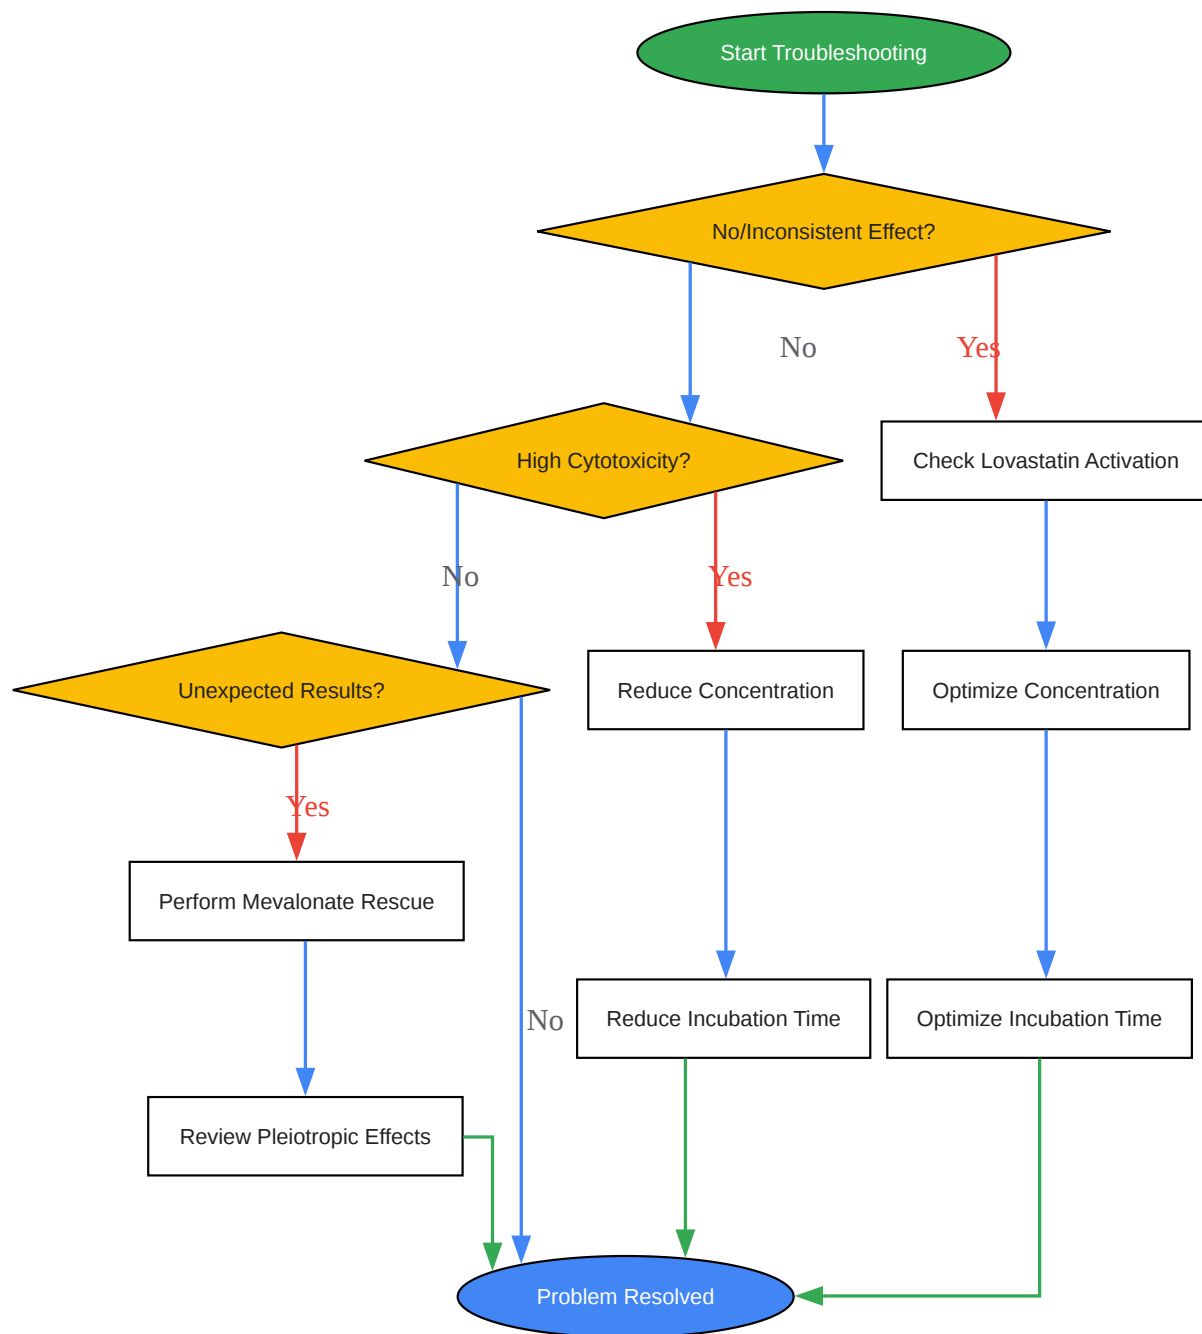 Start Troubleshooting
No/Inconsistent Effect?
No
Yes
High Cytotoxicity?
Check Lovastatin Activation
No
Yes
Unexpected Results?
Reduce Concentration
Optimize Concentration
Yes
Perform Mevalonate Rescue
No
Reduce Incubation Time
Optimize Incubation Time
Review Pleiotropic Effects
Problem Resolved